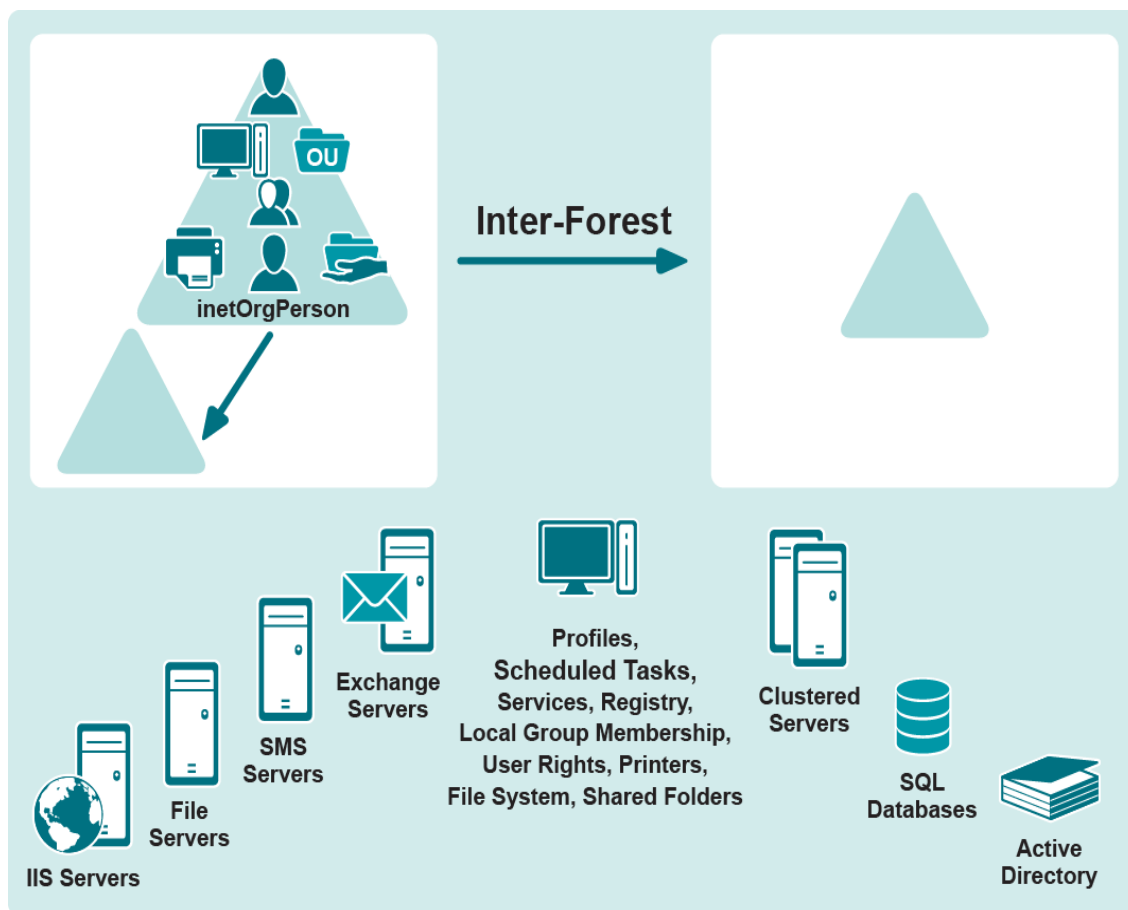 OU
inetOrgPerson
Inter-Forest
IIS Servers
File
Servers
SMS
Servers
Exchange
Servers
Profiles,
Scheduled Tasks,
Services, Registry,
Local Group Membership,
User Rights, Printers,
File System, Shared Folders
Clustered
Servers
SQL
Databases
Active
Directory